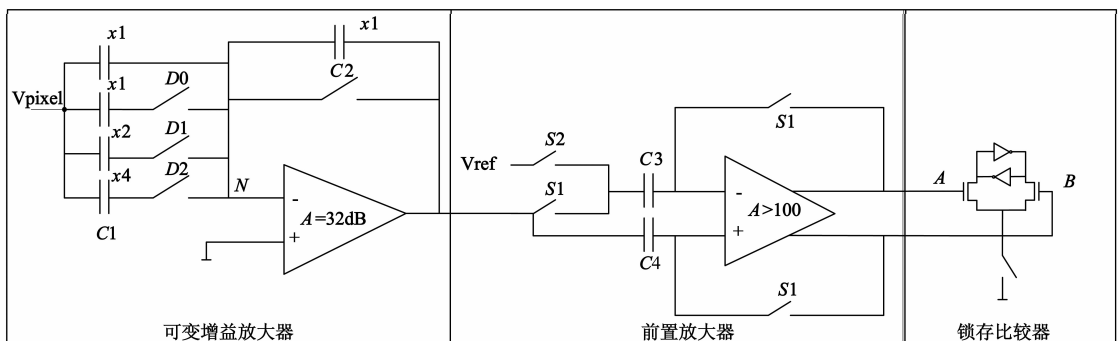 x1
x1
C2
x1
D0
Vpixel
x2
D1
x4
D2
C1
N
-
+
A=32dB
Vref
S2
S1
C3
C4
S1
-
+
A>100
S1
A
B
可变增益放大器
前置放大器
锁存比较器